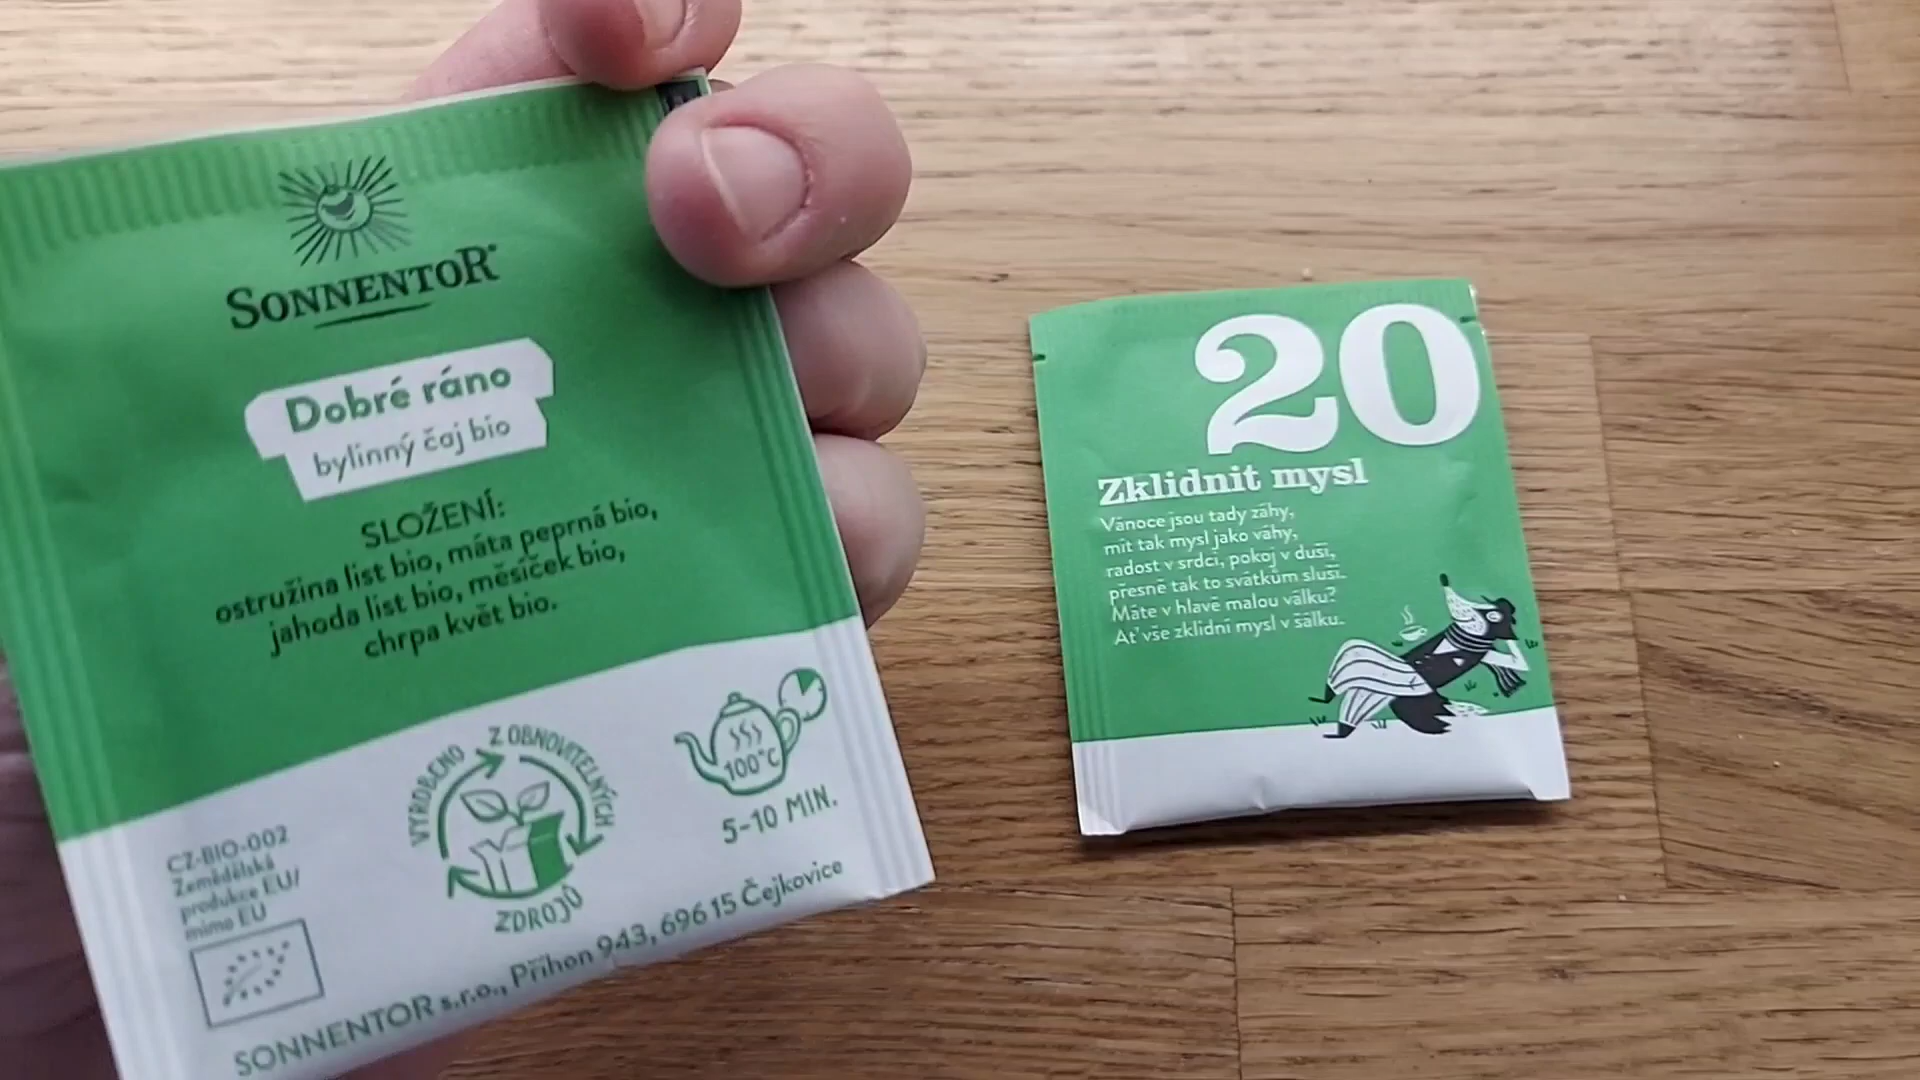 SONNENTOR
Dobré ráno
bylinný čaj bio
SLOŽENÍ:
ostružina list bio, máta peprná bio,
jahoda list bio, měsíček bio,
chrpa květ bio.
VYROBENO Z OBNOVITELNÝCH ZDROJŮ
100°C
5-10 MIN.
CZ-BIO-002
Zemědělská
produkce EU/
mimo EU
SONNENTOR s.r.o., Příhon 943, 696 15 Čejkovice
20
Zklidnit mysl
Vánoce jsou tady záhy,
mít tak mysl jako váhy,
radost v srdci, pokoj v duši,
přesně tak to svátkům sluší.
Máte v hlavě malou válku?
Ať vše zklidní mysl v šálku.